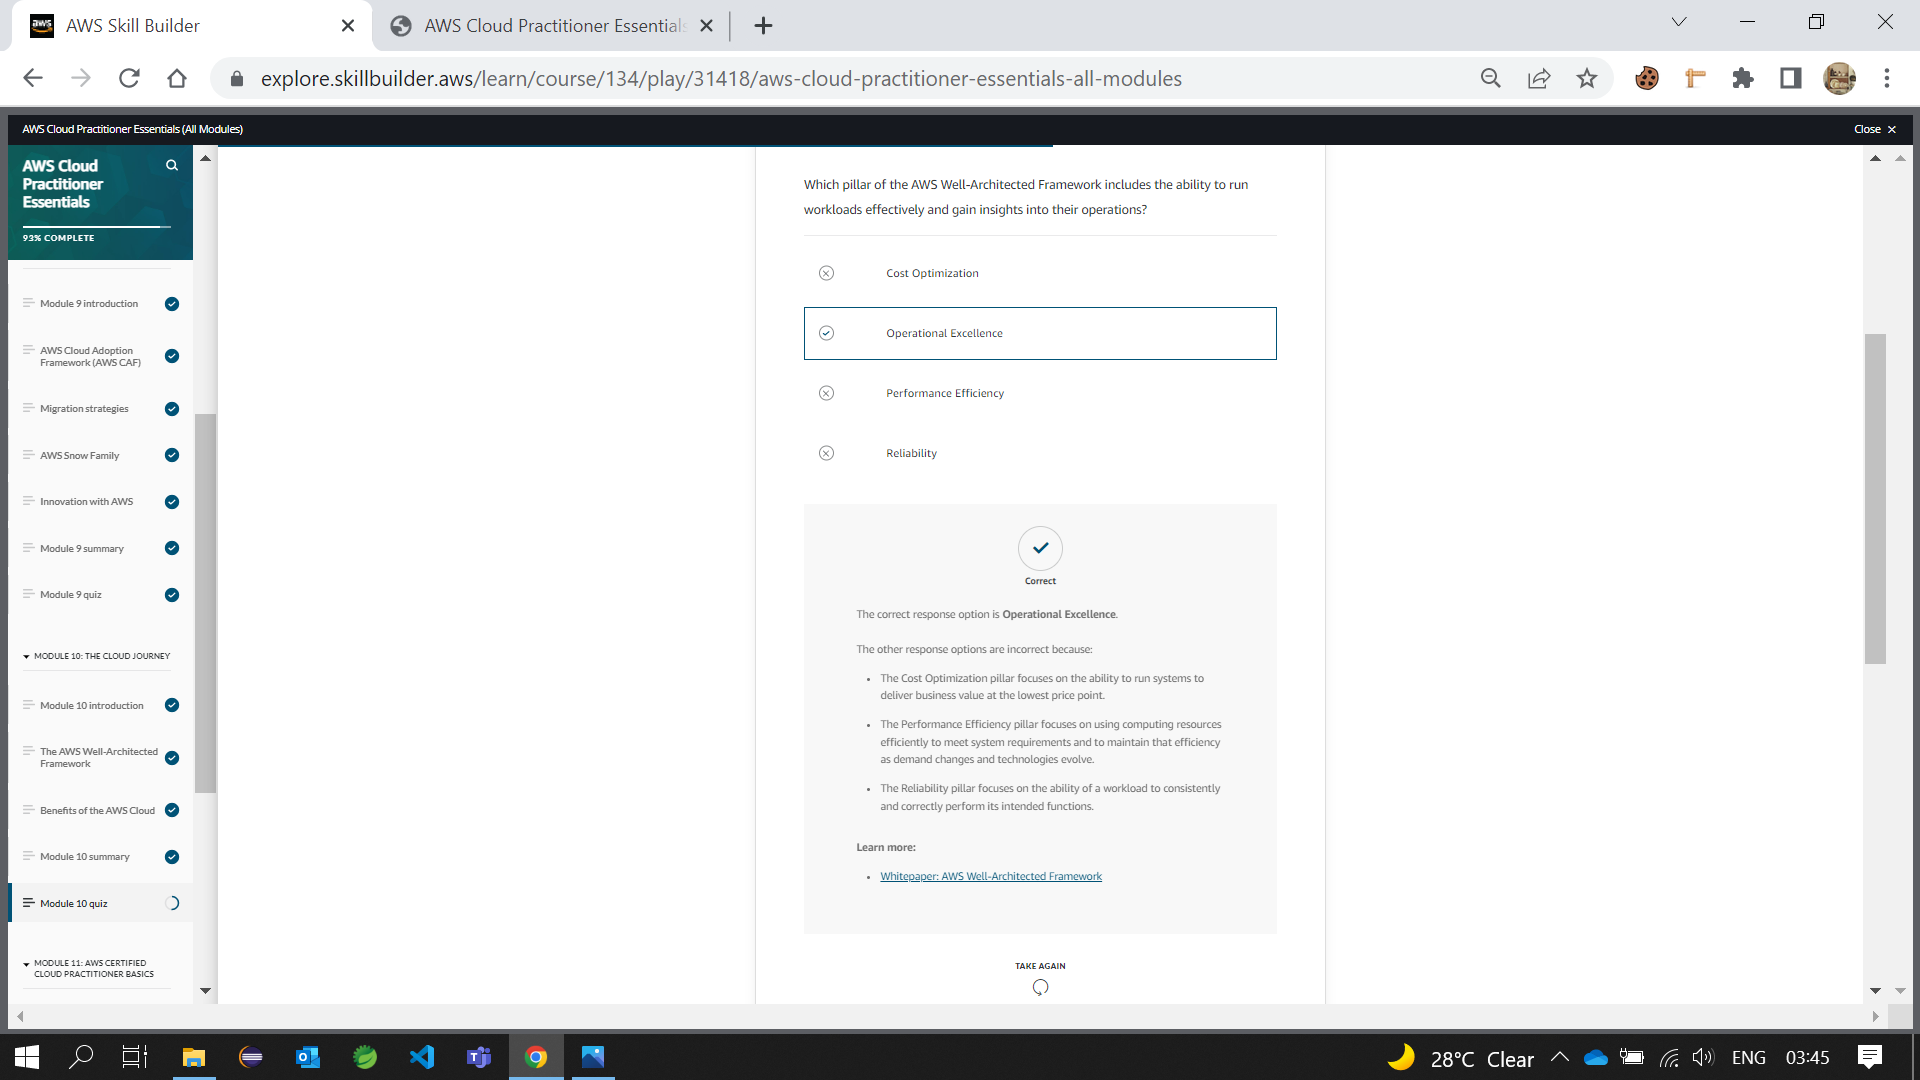 AWS Skill Builder
AWS Cloud Practitioner Essentials
explore.skillbuilder.aws/learn/course/134/play/31418/aws-cloud-practitioner-essentials-all-modules
AWS Cloud Practitioner Essentials (All Modules)
Close
AWS Cloud
Practitioner
Essentials
93% COMPLETE
Module 9 introduction
AWS Cloud Adoption
Framework (AWS CAF)
Migration strategies
AWS Snow Family
Innovation with AWS
Module 9 summary
Module 9 quiz
MODULE 10: THE CLOUD JOURNEY
Module 10 introduction
The AWS Well-Architected
Framework
Benefits of the AWS Cloud
Module 10 summary
Module 10 quiz
MODULE 11: AWS CERTIFIED
CLOUD PRACTITIONER BASICS
Which pillar of the AWS Well-Architected Framework includes the ability to run
workloads effectively and gain insights into their operations?
Cost Optimization
Operational Excellence
Performance Efficiency
Reliability
Correct
The correct response option is Operational Excellence.
The other response options are incorrect because:
• The Cost Optimization pillar focuses on the ability to run systems to
deliver business value at the lowest price point.
• The Performance Efficiency pillar focuses on using computing resources
efficiently to meet system requirements and to maintain that efficiency
as demand changes and technologies evolve.
• The Reliability pillar focuses on the ability of a workload to consistently
and correctly perform its intended functions.
Learn more:
• Whitepaper: AWS Well-Architected Framework
TAKE AGAIN
28°C Clear
ENG
03:45